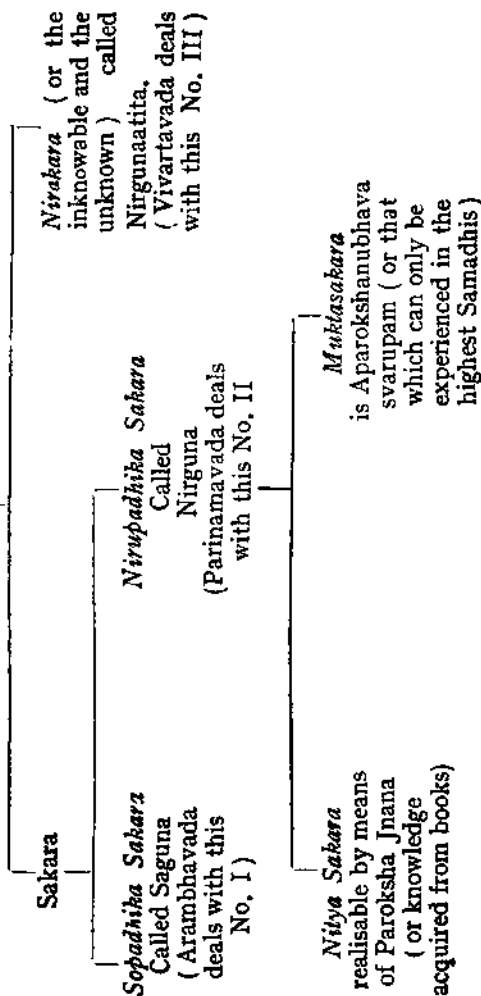 Sakara
Nirakara ( or the
inknowable and the
unknown ) called
Nirgunaatita.
( Vivartavada deals
with this No. III )
Sopadhika Sakara
Called Saguna
( Arambhavada
deals with this
No. I )
Nirupadhika Sakara
Called
Nirguna
(Parinamavada deals
with this No. II
Nitya Sakara
realisable by means
of Paroksha Jnana
( or knowledge
acquired from books)
Muktasakara
is Aparokshanubhava
svarupam ( or that
which can only be
experienced in the
highest Samadhis )